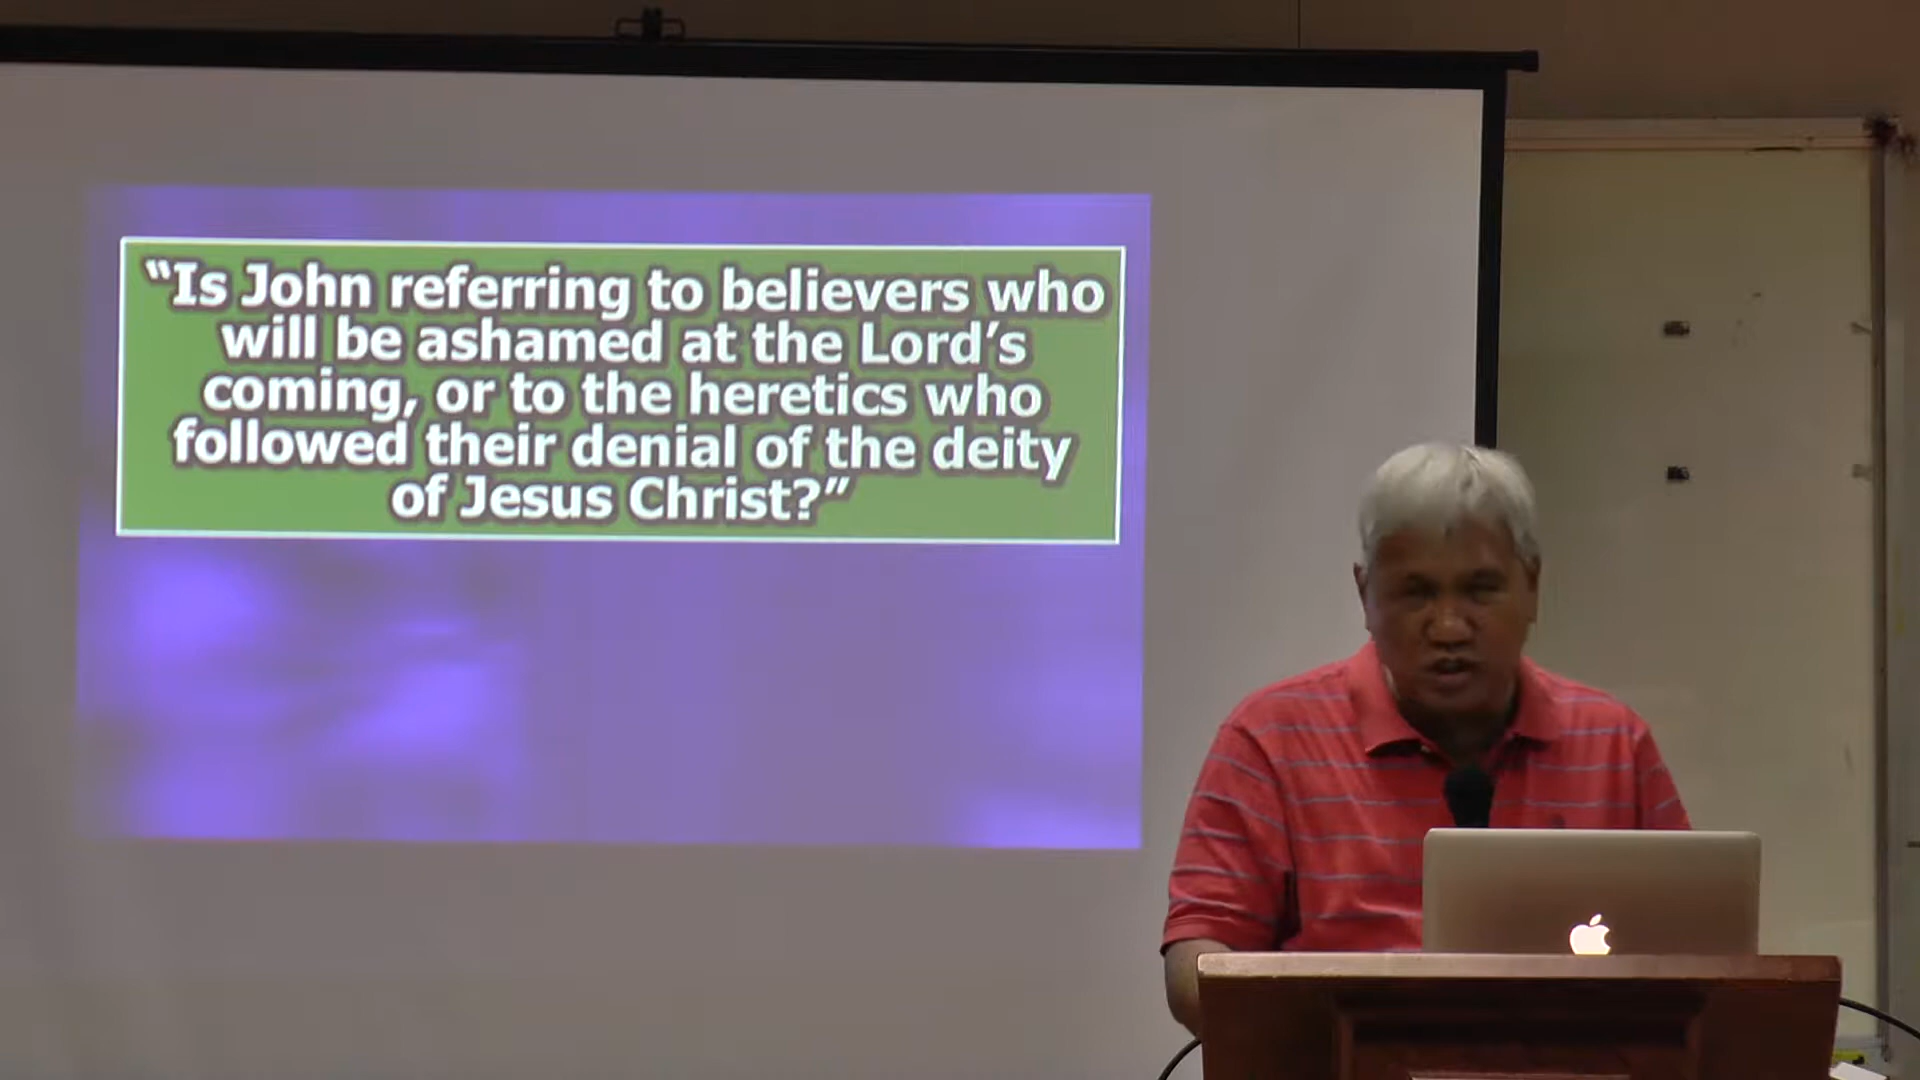 “Is John referring to believers who
will be ashamed at the Lord’s
coming, or to the heretics who
followed their denial of the deity
of Jesus Christ?”